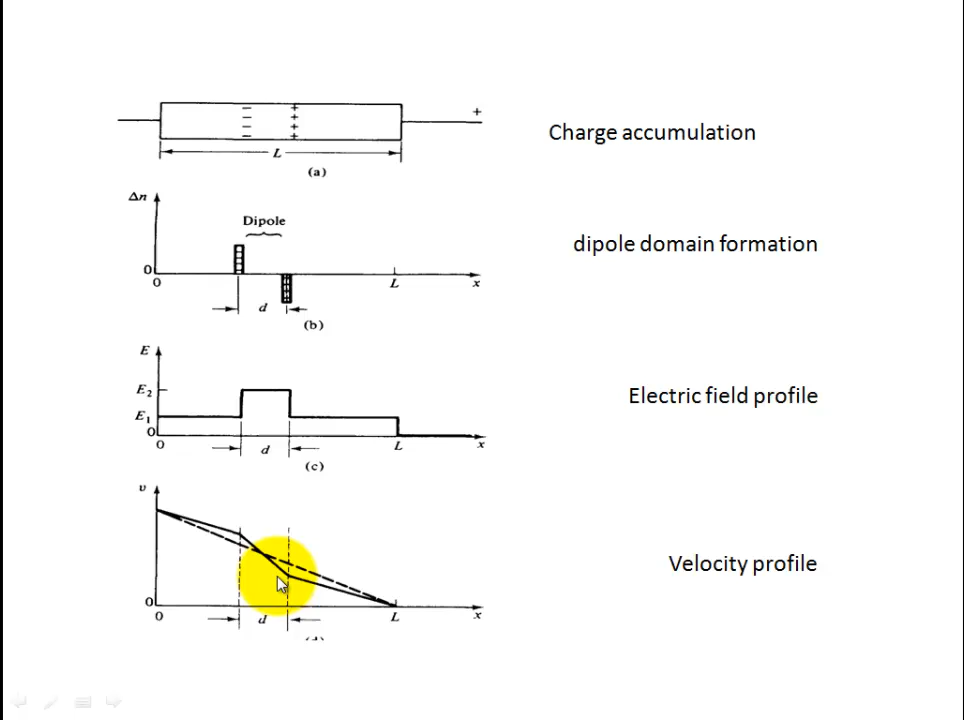 − +
− +
− +
− +
+
L
(a)
Charge accumulation
Δn
Dipole
0
0
L
x
d
(b)
dipole domain formation
E
E2
E1
0
0
L
x
d
(c)
Electric field profile
υ
0
0
L
x
d
Velocity profile